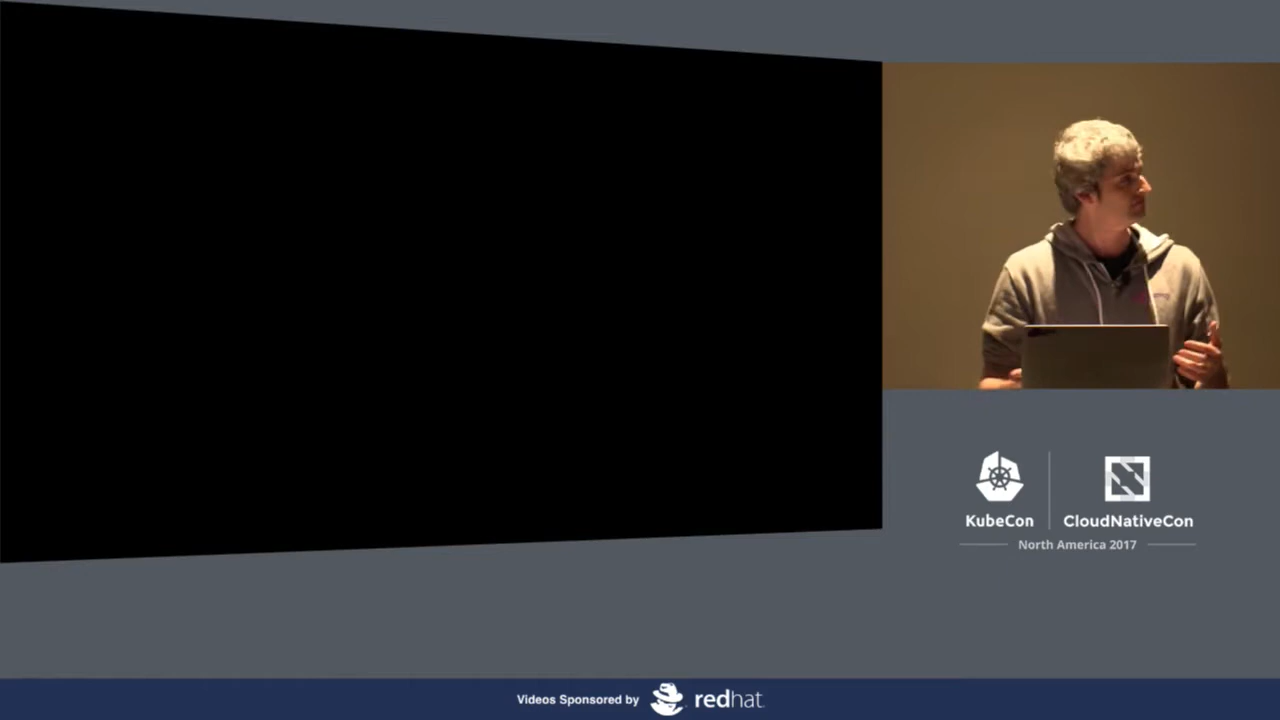 KubeCon
CloudNativeCon
North America 2017
Videos Sponsored by redhat.